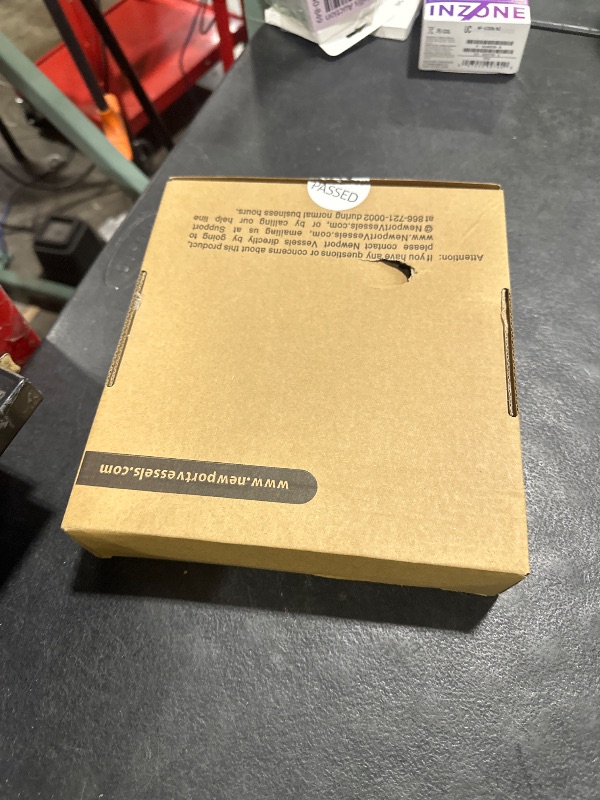 INZONE
PASSED
Attention: If you have any questions or concerns about this product,
please contact Newport Vessels directly by going to
www.NewportVessels.com, emailiing us at Support
@NewportVessels.com, or, or by calling our help line
at 866-721-0002 during normal business hours.
www.newportvessels.com